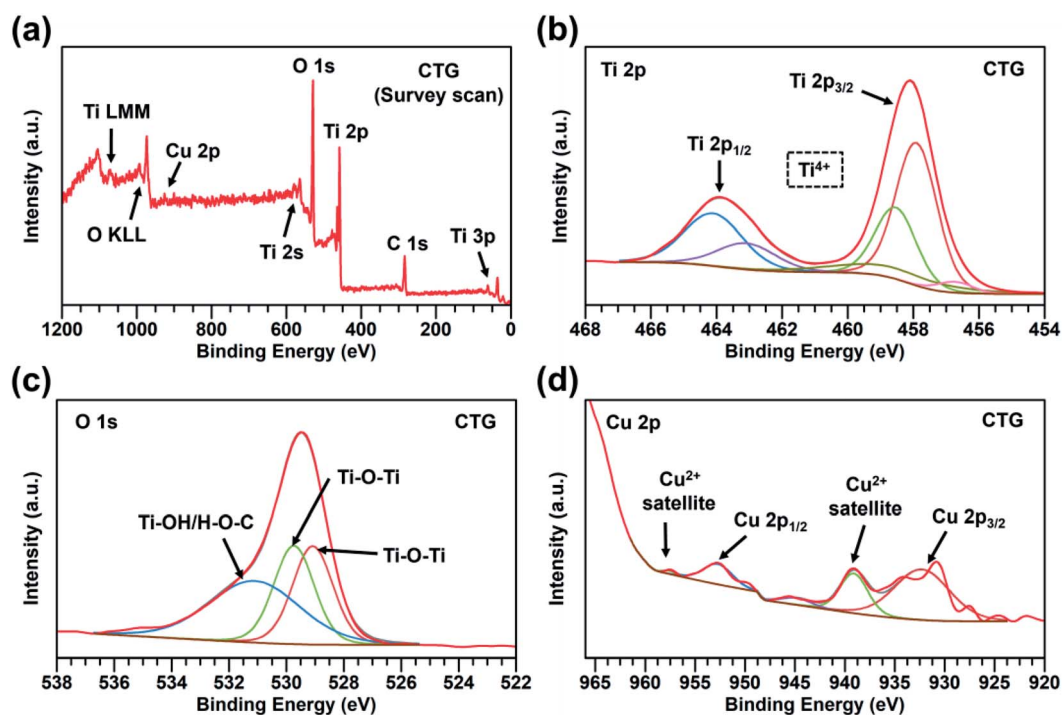 (a)
O 1s
CTG
(Survey scan)
Ti LMM
Cu 2p
Ti 2p
O KLL
Ti 2s
C 1s
Ti 3p
Intensity (a.u.)
1200 1000 800 600 400 200 0
Binding Energy (eV)
(b)
Ti 2p
CTG
Ti 2p3/2
Ti 2p1/2
Ti4+
Intensity (a.u.)
468 466 464 462 460 458 456 454
Binding Energy (eV)
(c)
O 1s
CTG
Ti-O-Ti
Ti-OH/H-O-C
Ti-O-Ti
Intensity (a.u.)
538 536 534 532 530 528 526 524 522
Binding Energy (eV)
(d)
Cu 2p
CTG
Cu2+
satellite
Cu 2p1/2
Cu2+
satellite
Cu 2p3/2
Intensity (a.u.)
965 960 955 950 945 940 935 930 925 920
Binding Energy (eV)